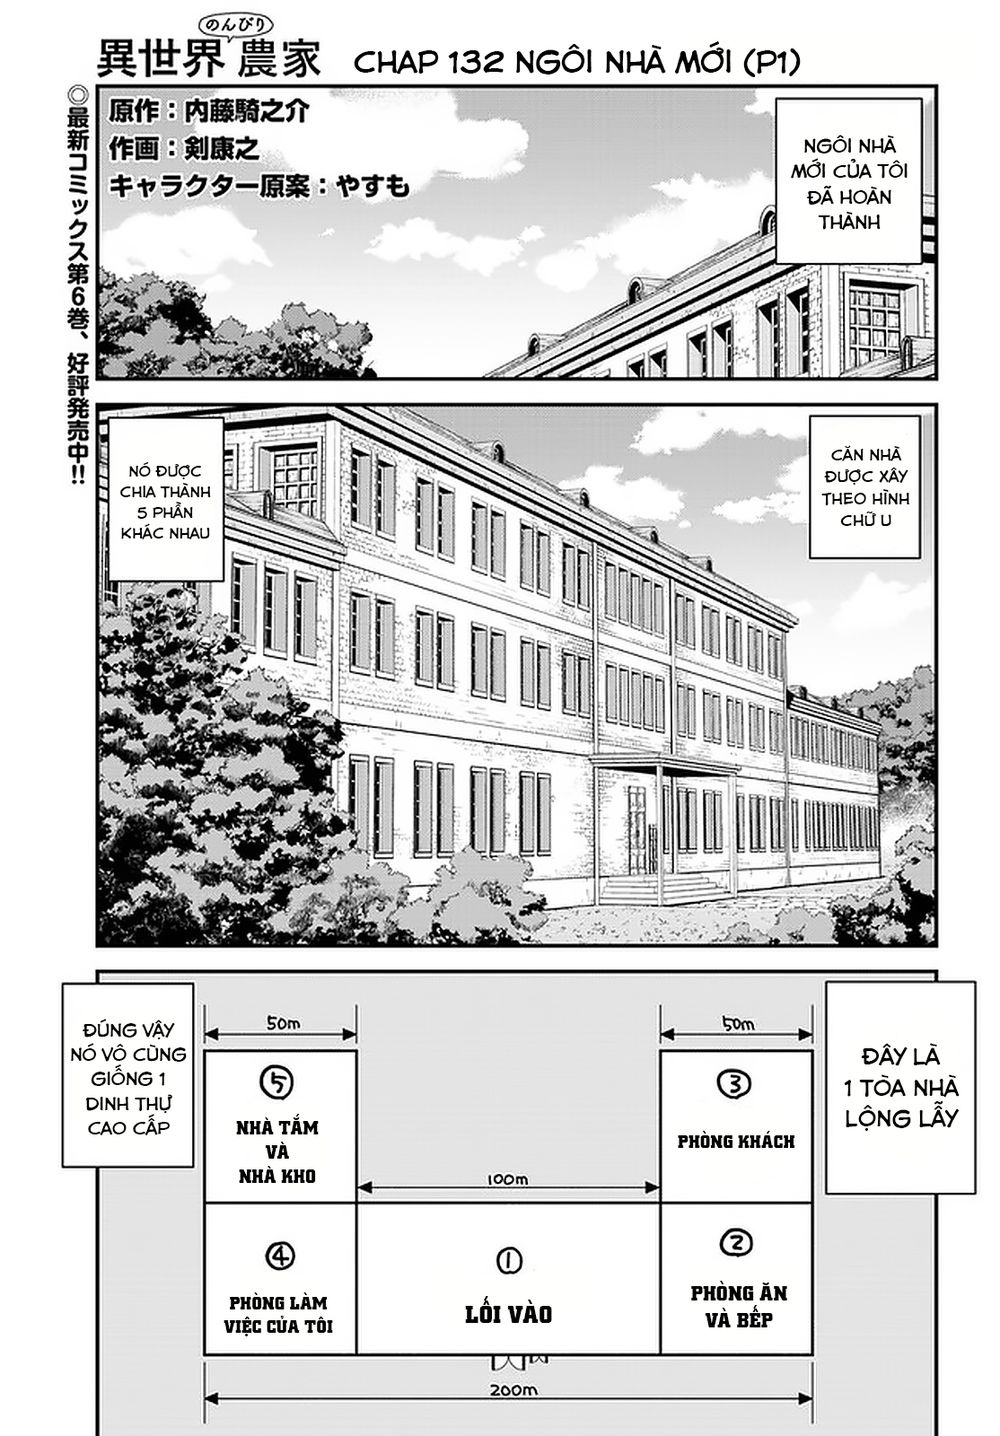 異世界のんびり農家
CHAP 132 NGÔI NHÀ MỚI (P1)
◎最新コミックス第6巻、好評発売中!!
原作：内藤騎之介
作画：剣康之
キャラクター原案：やすも
NGÔI NHÀ
MỚI CỦA TÔI
ĐÃ HOÀN
THÀNH
CĂN NHÀ
ĐƯỢC XÂY
THEO HÌNH
CHỮ U
NÓ ĐƯỢC
CHIA THÀNH
5 PHẦN
KHÁC NHAU
ĐÂY LÀ
1 TÒA NHÀ
LỘNG LẪY
ĐÚNG VẬY
NÓ VÔ CÙNG
GIỐNG 1
DINH THỰ
CAO CẤP
50m
50m
⑤
NHÀ TẮM
VÀ
NHÀ KHO
③
PHÒNG KHÁCH
100m
④
PHÒNG LÀM
VIỆC CỦA TÔI
①
LỐI VÀO
②
PHÒNG ĂN
VÀ BẾP
200m